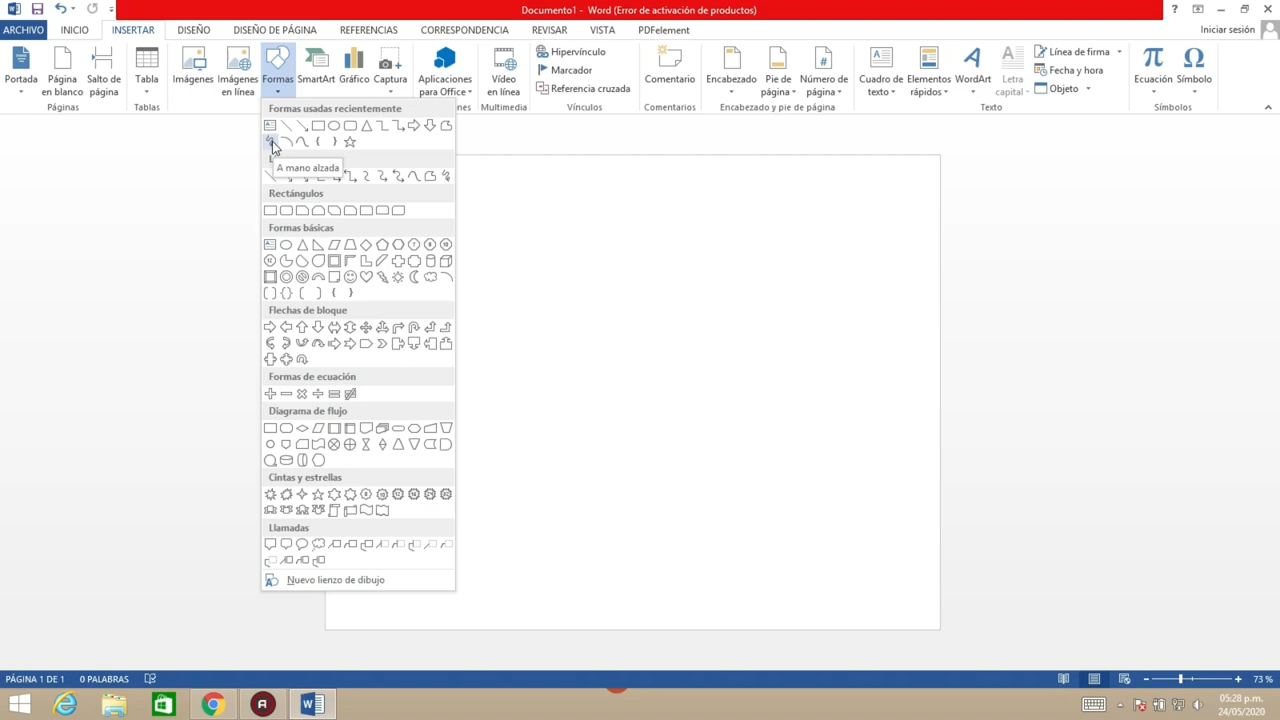 Documento1 - Word (Error de activación de productos)
ARCHIVO INICIO INSERTAR DISEÑO DISEÑO DE PÁGINA REFERENCIAS CORRESPONDENCIA REVISAR VISTA PDFelement Iniciar sesión
Portada
Página en blanco
Salto de página
Páginas
Tabla
Tablas
Imágenes
Imágenes en línea
Formas
SmartArt
Gráfico
Captura
Aplicaciones para Office
Vídeo en línea
Multimedia
Hipervínculo
Marcador
Referencia cruzada
Vínculos
Comentario
Comentarios
Encabezado
Pie de página
Número de página
Encabezado y pie de página
Cuadro de texto
Elementos rápidos
WordArt
Letra capital
Línea de firma
Fecha y hora
Objeto
Texto
Ecuación
Símbolo
Símbolos
Formas usadas recientemente
A mano alzada
Rectángulos
Formas básicas
Flechas de bloque
Formas de ecuación
Diagrama de flujo
Cintas y estrellas
Llamadas
Nuevo lienzo de dibujo
PÁGINA 1 DE 1 0 PALABRAS
73 %
05:28 p.m.
24/05/2020